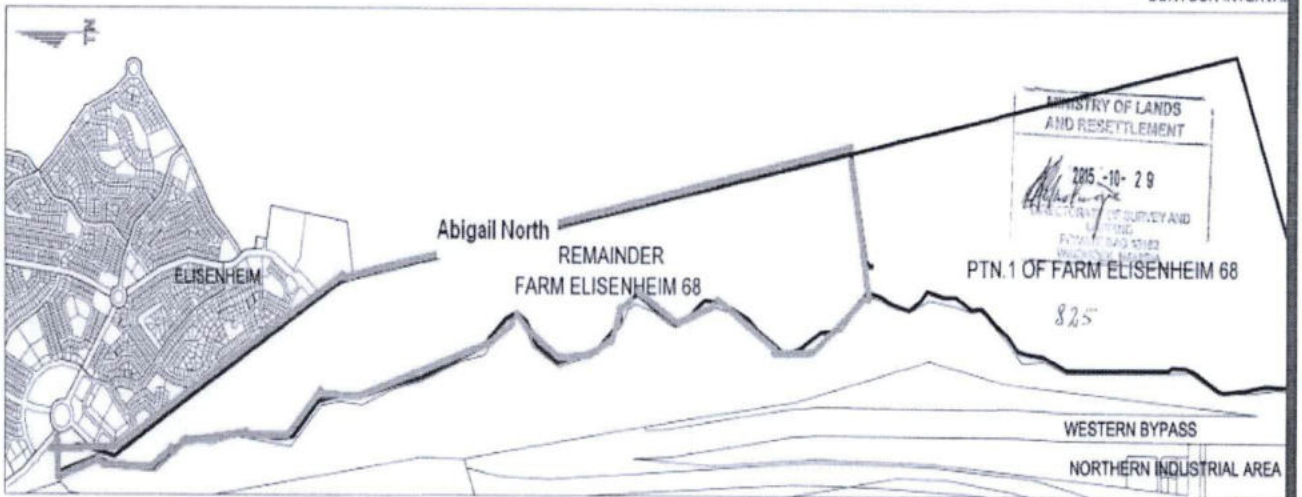 T.N
ELISENHEIM
Abigail North
REMAINDER
FARM ELISENHEIM 68
MINISTRY OF LANDS
AND RESETTLEMENT
2015 -10- 29
DIRECTORATE OF SURVEY AND
PTN.1 OF FARM ELISENHEIM 68
825
WESTERN BYPASS
NORTHERN INDUSTRIAL AREA